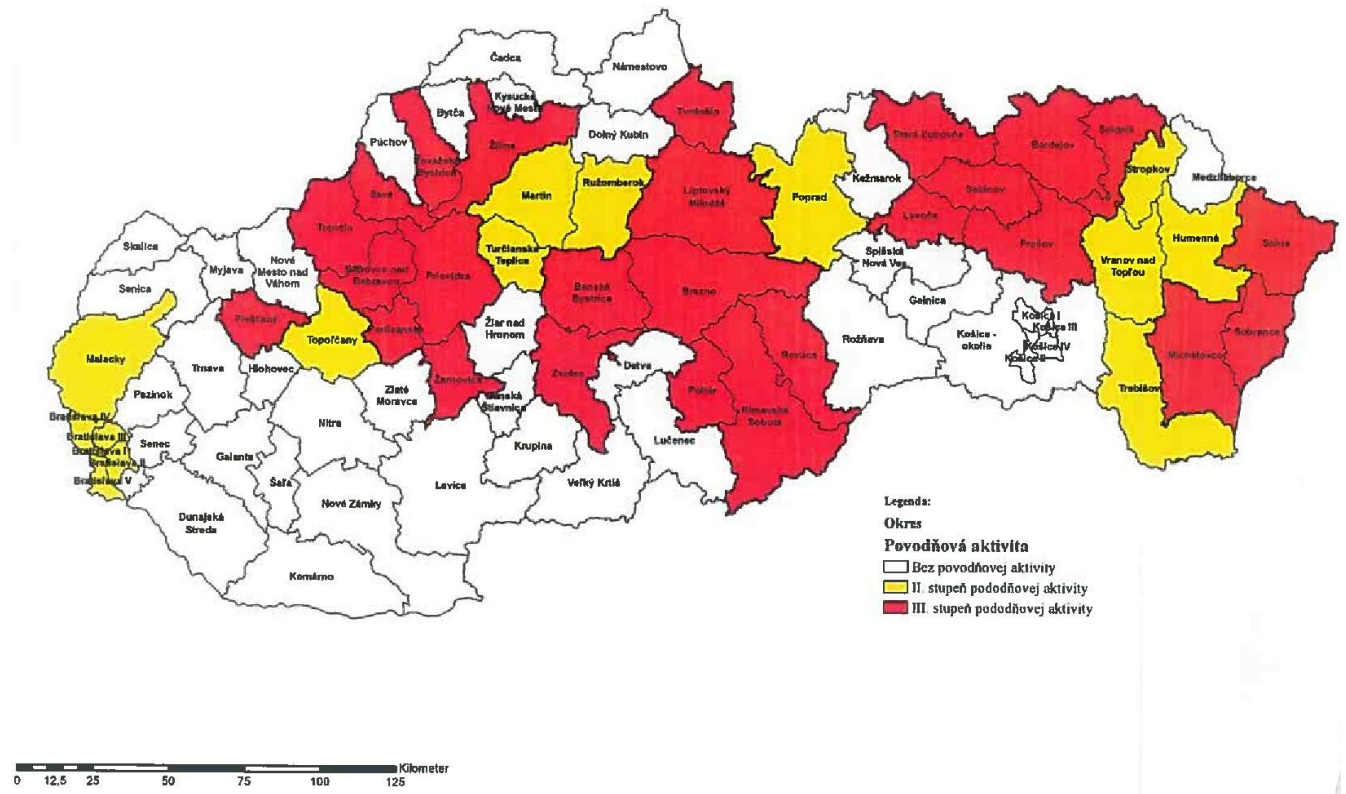 Čadca
Námestovo
Kysucké
Nové Mesto
Bytča
Tvrdošín
Púchov
Žilina
Dolný Kubín
Považská
Bystrica
Stará Ľubovňa
Bardejov
Svidník
Stropkov
Medzilaborce
Kežmarok
Ilava
Martin
Ružomberok
Liptovský
Mikuláš
Poprad
Sabinov
Levoča
Prešov
Humenné
Snina
Skalica
Myjava
Nové
Mesto nad
Váhom
Trenčín
Turčianske
Teplice
Spišská
Nová Ves
Vranov nad
Topľou
Senica
Bánovce nad
Bebravou
Prievidza
Banská
Bystrica
Brezno
Gelnica
Piešťany
Partizánske
Topoľčany
Žiar nad
Hronom
Košice I
Košice III
Košice -
okolie
Košice IV
Košice II
Rožňava
Sobrance
Michalovce
Malacky
Trnava
Hlohovec
Zlaté
Moravce
Žarnovica
Zvolen
Detva
Revúca
Trebišov
Pezinok
Banská
Štiavnica
Poltár
Rimavská
Sobota
Bratislava IV
Bratislava III
Bratislava I
Bratislava II
Bratislava V
Senec
Galanta
Nitra
Krupina
Lučenec
Šaľa
Nové Zámky
Levice
Veľký Krtíš
Dunajská
Streda
Komárno
Legenda:
Okres
Povodňová aktivita
Bez povodňovej aktivity
II. stupeň pododňovej aktivity
III. stupeň pododňovej aktivity
Kilometer
0 12,5 25 50 75 100 125